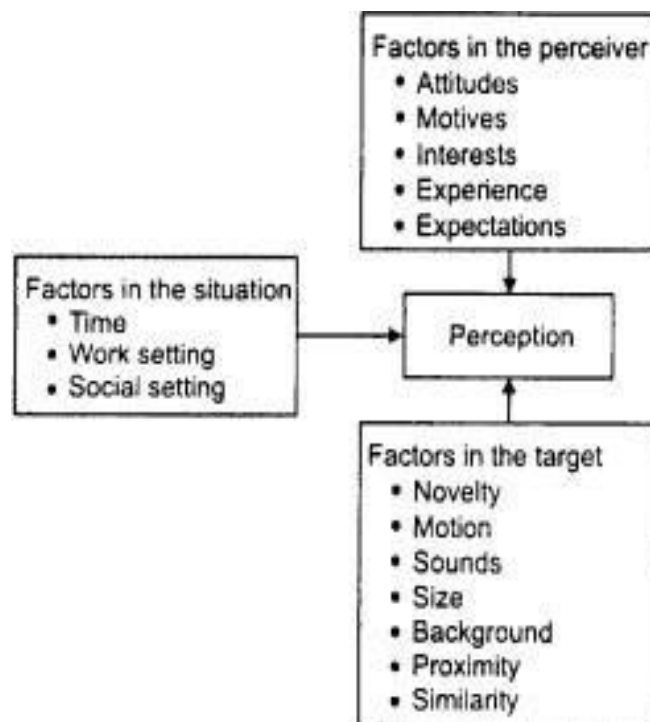 Factors in the perceiver
• Attitudes
• Motives
• Interests
• Experience
• Expectations
Factors in the situation
• Time
• Work setting
• Social setting
Perception
Factors in the target
• Novelty
• Motion
• Sounds
• Size
• Background
• Proximity
• Similarity